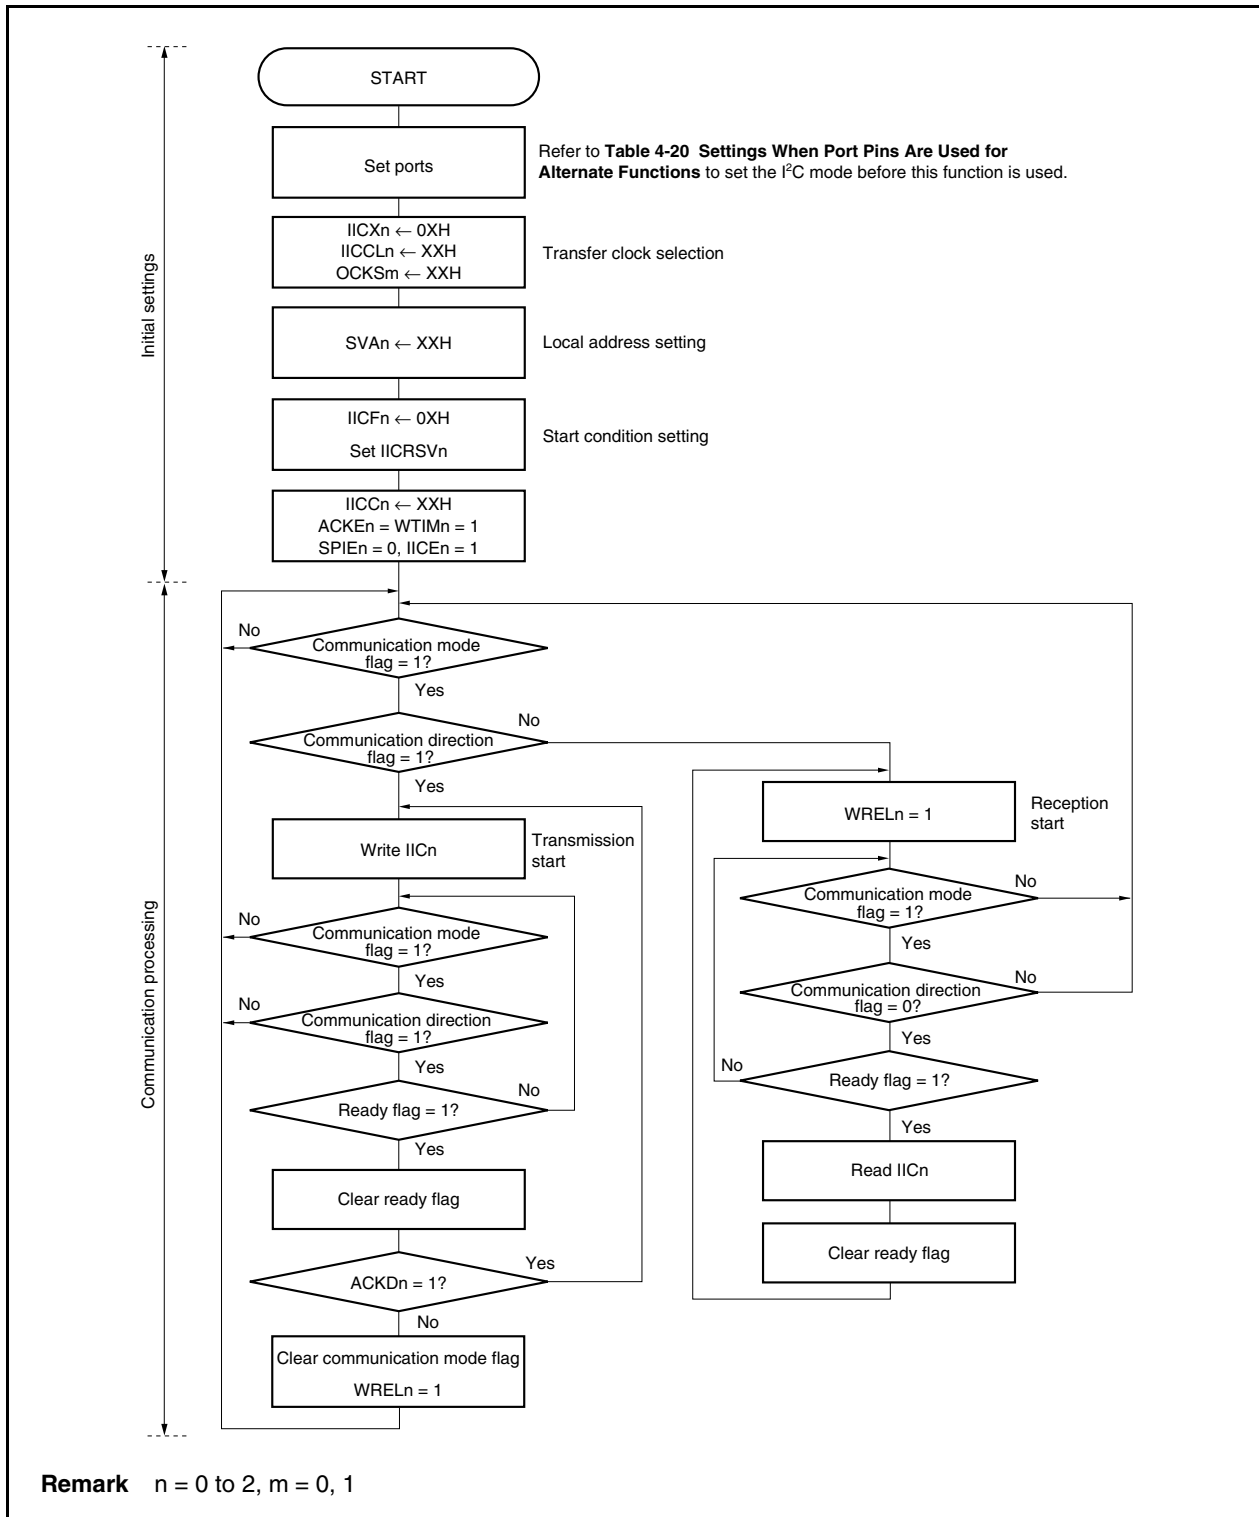 START
Set ports
Refer to Table 4-20  Settings When Port Pins Are Used for
Alternate Functions to set the I²C mode before this function is used.
IICXn ← 0XH
IICCLn ← XXH
OCKSm ← XXH
Transfer clock selection
Initial settings
SVAn ← XXH
Local address setting
IICFn ← 0XH
Set IICRSVn
Start condition setting
IICCn ← XXH
ACKEn = WTIMn = 1
SPIEn = 0, IICEn = 1
No
Communication mode
flag = 1?
Yes
No
Communication direction
flag = 1?
Yes
Write IICn
Transmission
start
No
Communication mode
flag = 1?
Yes
No
Communication direction
flag = 1?
Yes
No
Ready flag = 1?
Yes
Clear ready flag
Yes
ACKDn = 1?
No
Clear communication mode flag
WRELn = 1
Communication processing
WRELn = 1
Reception
start
No
Communication mode
flag = 1?
Yes
No
Communication direction
flag = 0?
Yes
No
Ready flag = 1?
Yes
Read IICn
Clear ready flag
Remark n = 0 to 2, m = 0, 1